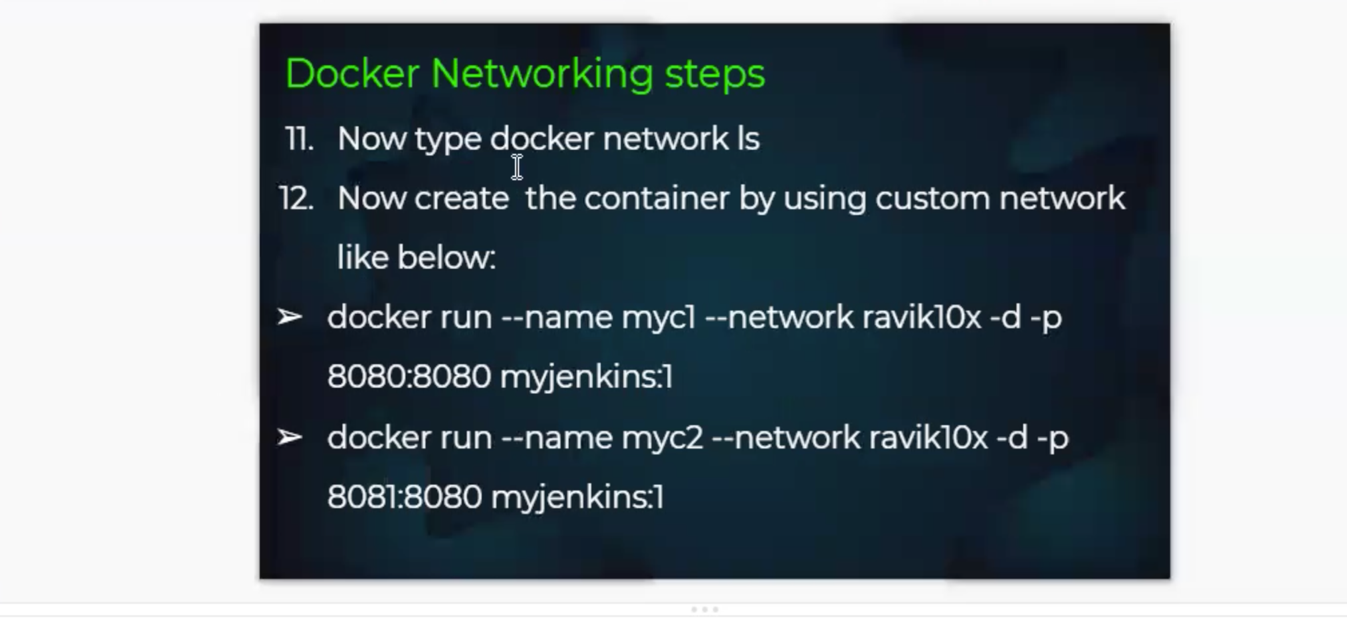 Docker Networking steps
11. Now type docker network ls
12. Now create  the container by using custom network
like below:
➢ docker run --name myc1 --network ravik10x -d -p
8080:8080 myjenkins:1
➢ docker run --name myc2 --network ravik10x -d -p
8081:8080 myjenkins:1